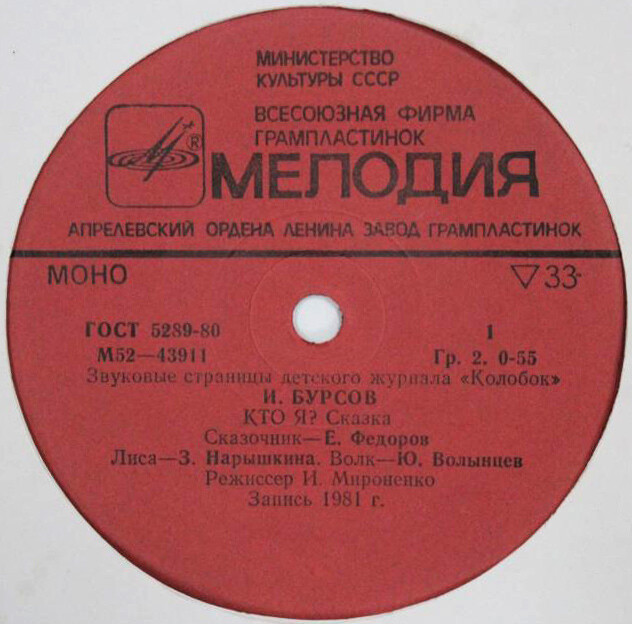 МИНИСТЕРСТВО
КУЛЬТУРЫ СССР
ВСЕСОЮЗНАЯ ФИРМА
ГРАМПЛАСТИНОК
®
МЕЛОДИЯ
АПРЕЛЕВСКИЙ ОРДЕНА ЛЕНИНА ЗАВОД ГРАМПЛАСТИНОК
МОНО ▽33
ГОСТ 5289-80 1
М52—43911 Гр. 2. 0-55
Звуковые страницы детского журнала «Колобок»
И. БУРСОВ
КТО Я? Сказка
Сказочник—Е. Федоров
Лиса—З. Нарышкина. Волк—Ю. Волынцев
Режиссер И. Мироненко
Запись 1981 г.